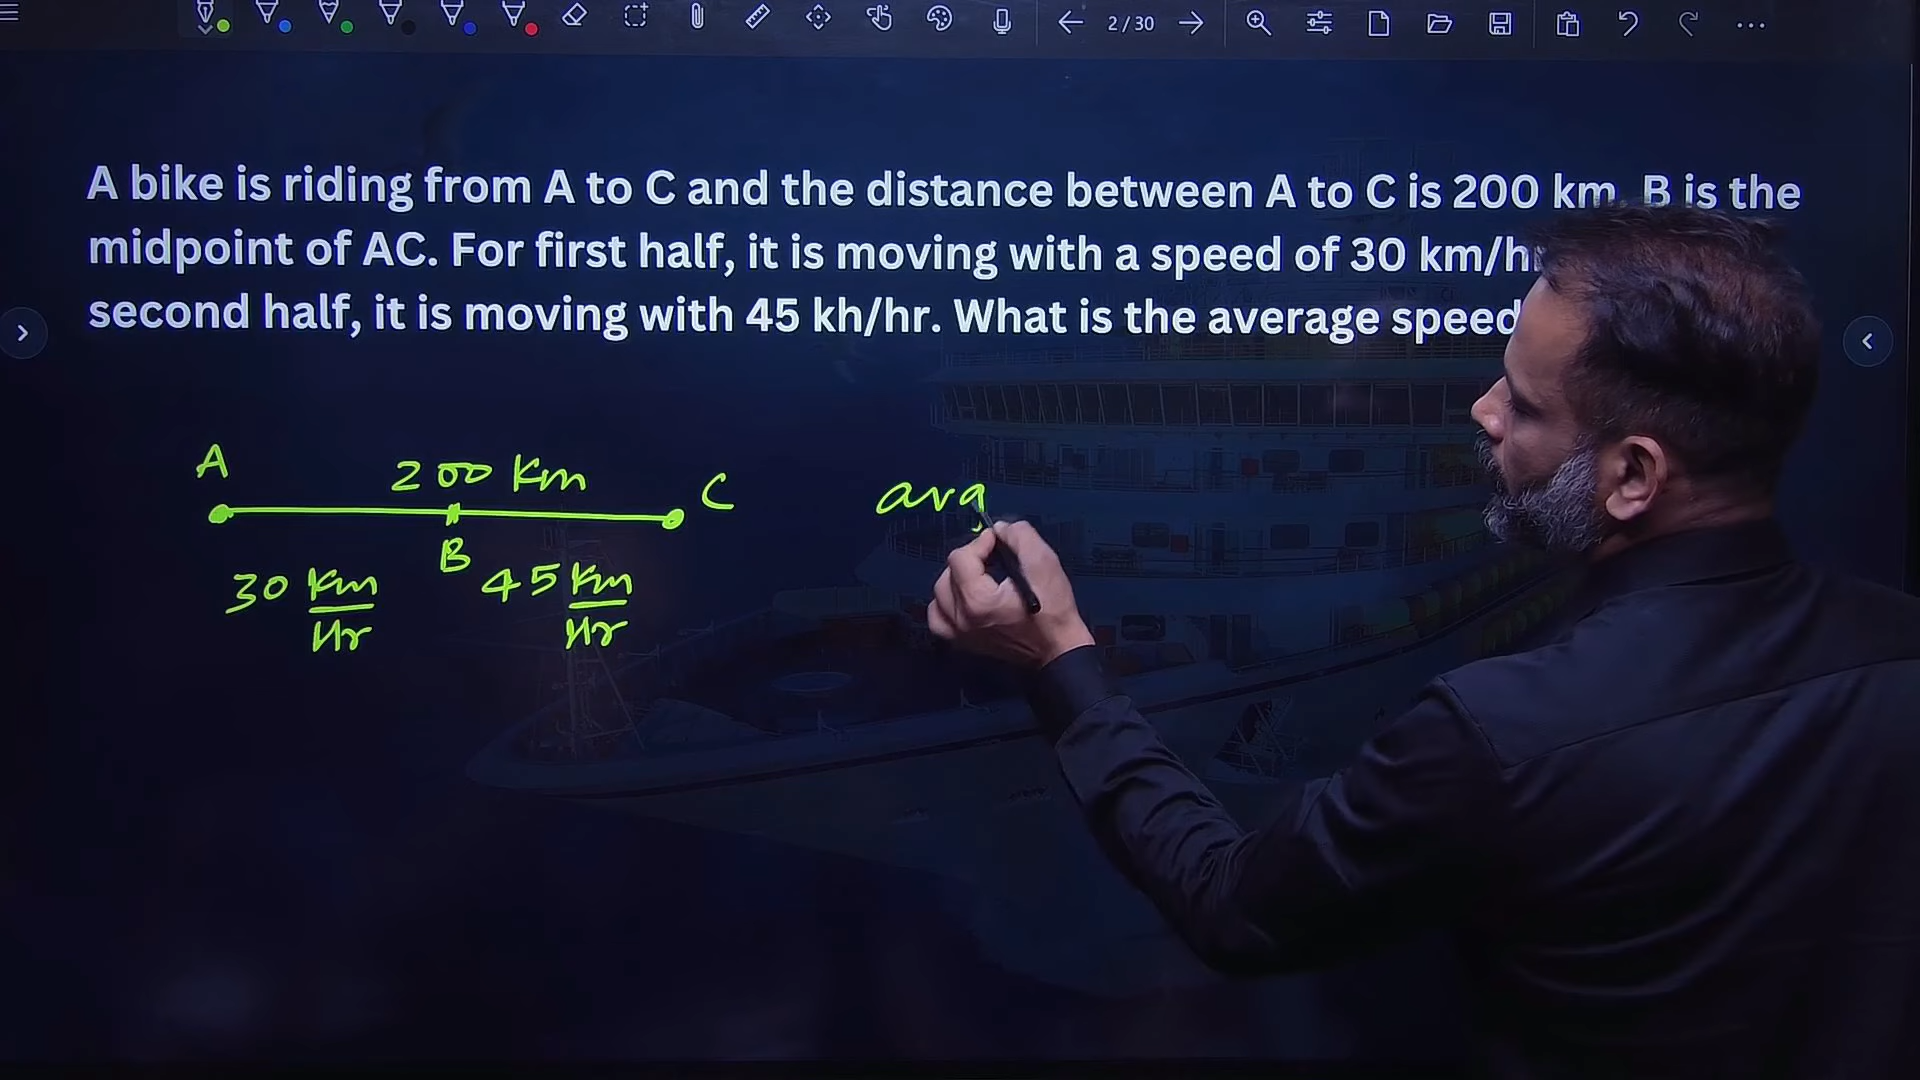 2 / 30
A bike is riding from A to C and the distance between A to C is 200 km. B is the
midpoint of AC. For first half, it is moving with a speed of 30 km/hr
second half, it is moving with 45 kh/hr. What is the average speed
A
200 Km
C
B
30 Km/Hr
45 Km/Hr
avg